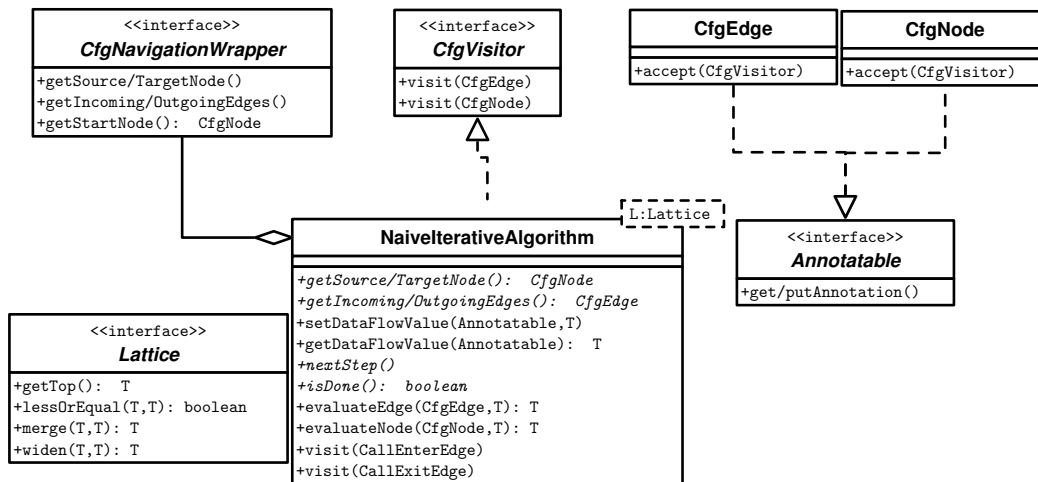 <<interface>>
CfgNavigationWrapper
+getSource/TargetNode()
+getIncoming/OutgoingEdges()
+getStartNode(): CfgNode
<<interface>>
CfgVisitor
+visit(CfgEdge)
+visit(CfgNode)
CfgEdge
+accept(CfgVisitor)
CfgNode
+accept(CfgVisitor)
L:Lattice
NaiveIterativeAlgorithm
+getSource/TargetNode(): CfgNode
+getIncoming/OutgoingEdges(): CfgEdge
+setDataFlowValue(Annotatable,T)
+getDataFlowValue(Annotatable): T
+nextStep()
+isDone(): boolean
+evaluateEdge(CfgEdge,T): T
+evaluateNode(CfgNode,T): T
+visit(CallEnterEdge)
+visit(CallExitEdge)
<<interface>>
Annotatable
+get/putAnnotation()
<<interface>>
Lattice
+getTop(): T
+lessOrEqual(T,T): boolean
+merge(T,T): T
+widen(T,T): T